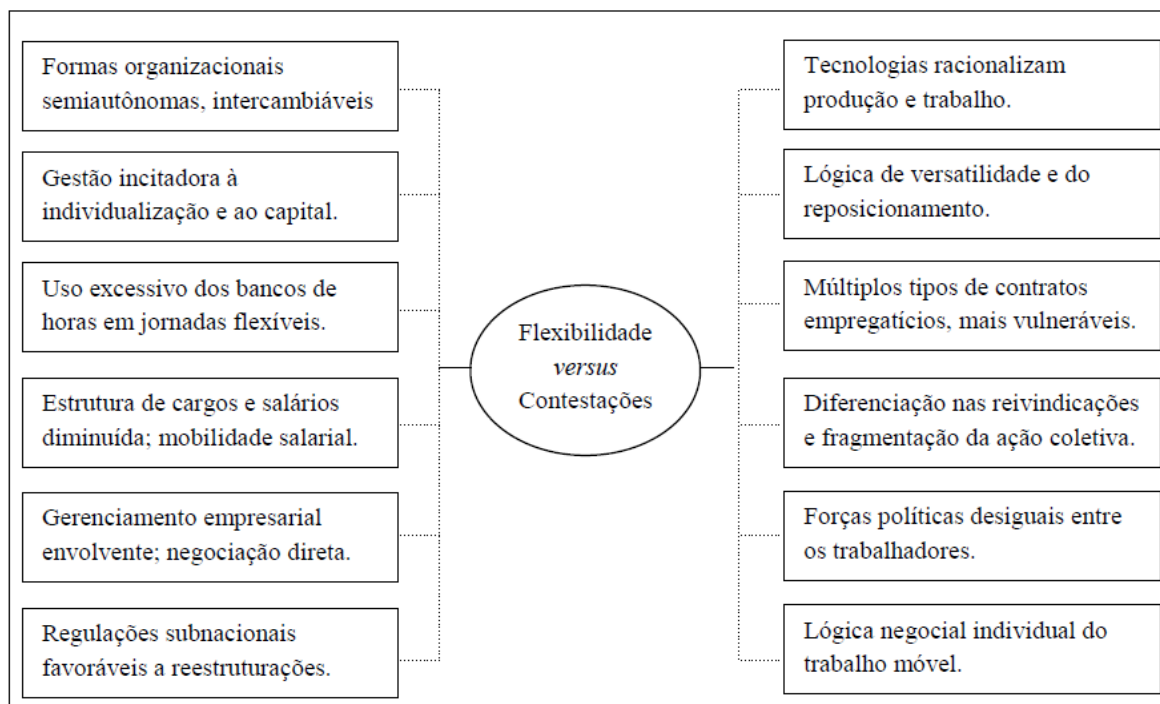 Formas organizacionais
semiautônomas, intercambiáveis
Gestão incitadora à
individualização e ao capital.
Uso excessivo dos bancos de
horas em jornadas flexíveis.
Estrutura de cargos e salários
diminuída; mobilidade salarial.
Gerenciamento empresarial
envolvente; negociação direta.
Regulações subnacionais
favoráveis a reestruturações.
Flexibilidade
versus
Contestações
Tecnologias racionalizam
produção e trabalho.
Lógica de versatilidade e do
reposicionamento.
Múltiplos tipos de contratos
empregatícios, mais vulneráveis.
Diferenciação nas reivindicações
e fragmentação da ação coletiva.
Forças políticas desiguais entre
os trabalhadores.
Lógica negocial individual do
trabalho móvel.